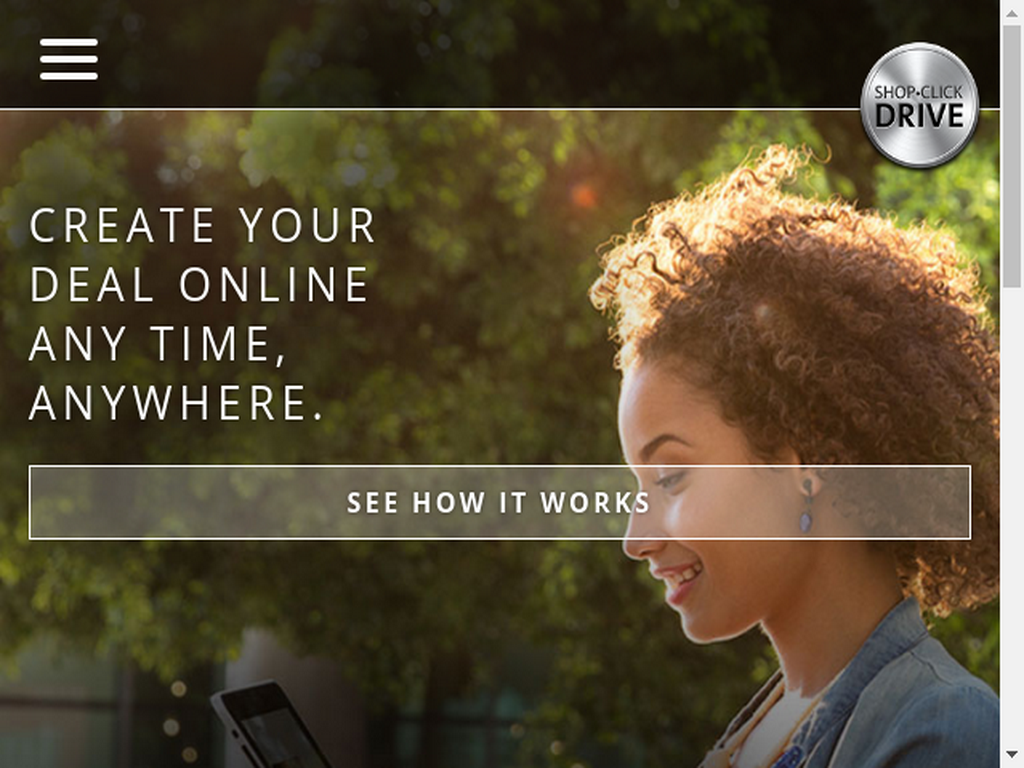 SHOP•CLICK
DRIVE
CREATE YOUR
DEAL ONLINE
ANY TIME,
ANYWHERE.
SEE HOW IT WORKS